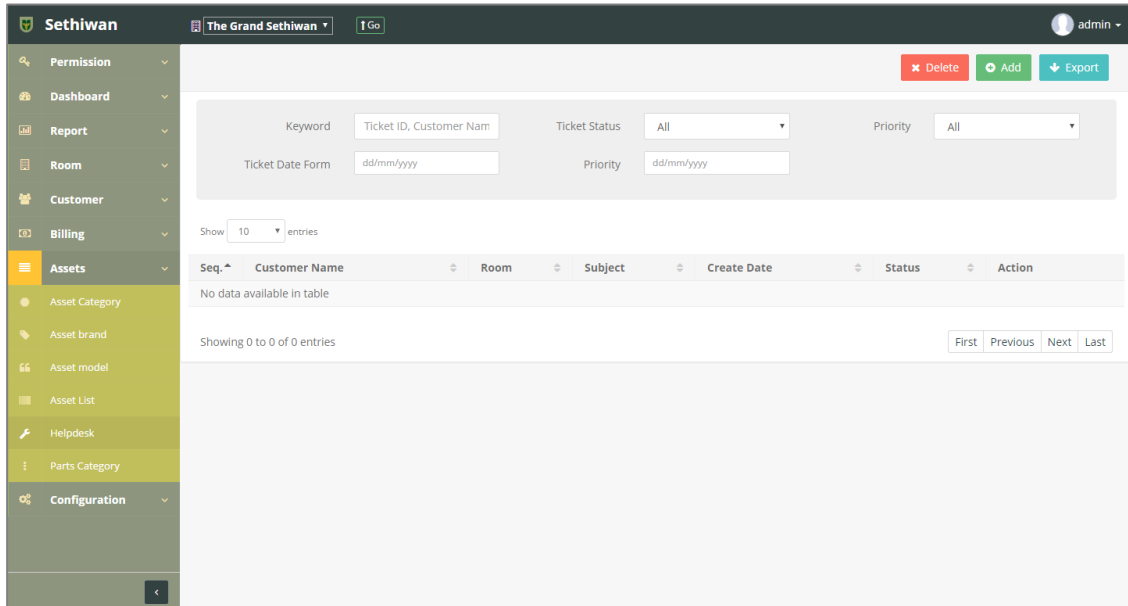 Sethiwan
The Grand Sethiwan
Go
admin
Permission
Dashboard
Report
Room
Customer
Billing
Assets
Asset Category
Asset brand
Asset model
Asset List
Helpdesk
Parts Category
Configuration
Delete
Add
Export
Keyword Ticket ID, Customer Nam Ticket Status All Priority All
Ticket Date Form dd/mm/yyyy Priority dd/mm/yyyy
Show 10 entries
Seq. Customer Name Room Subject Create Date Status Action
No data available in table
Showing 0 to 0 of 0 entries
First Previous Next Last